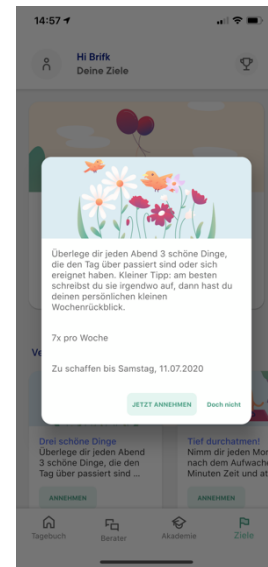 14:57
Hi Brifk
Deine Ziele
Überlege dir jeden Abend 3 schöne Dinge,
die den Tag über passiert sind oder sich
ereignet haben. Kleiner Tipp: am besten
schreibst du sie irgendwo auf, dann hast du
deinen persönlichen kleinen
Wochenrückblick.
7x pro Woche
Zu schaffen bis Samstag, 11.07.2020
JETZT ANNEHMEN Doch nicht
Ve
Drei schöne Dinge
Überlege dir jeden Abend
3 schöne Dinge, die den
Tag über passiert sind ...
ANNEHMEN
Tief durchatmen!
Nimm dir jeden Mor
nach dem Aufwache
Minuten Zeit und at
ANNEHMEN
Tagebuch Berater Akademie Ziele